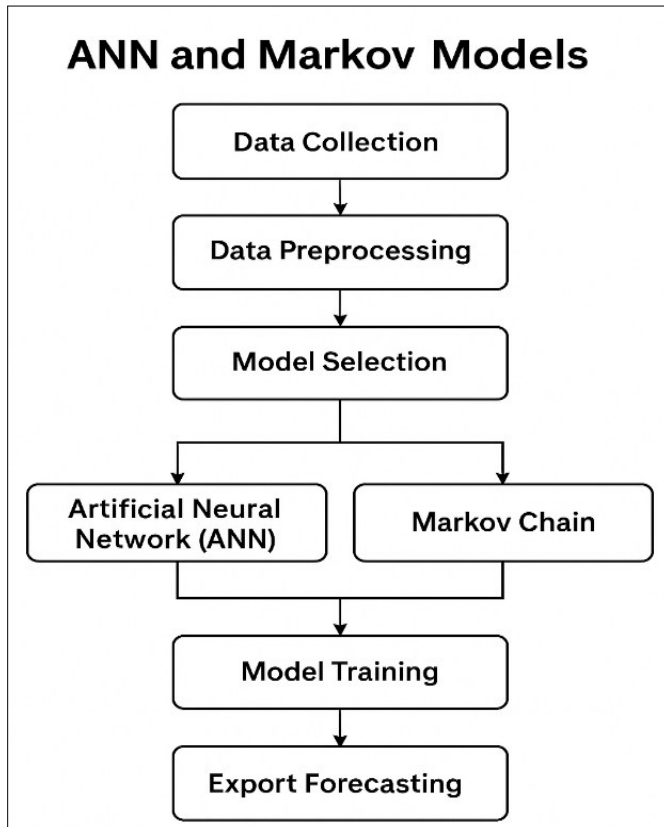 ANN and Markov Models
Data Collection
Data Preprocessing
Model Selection
Artificial Neural
Network (ANN)
Markov Chain
Model Training
Export Forecasting